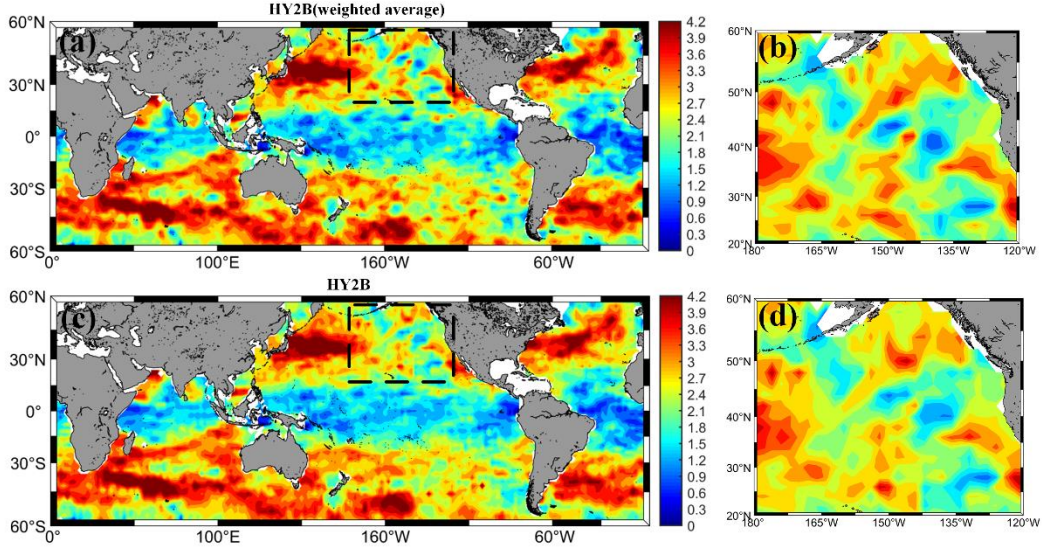 HY2B(weighted average)
(a)
60°N
30°N
0°
30°S
60°S
0°
100°E
160°W
60°W
4.2
3.9
3.6
3.3
3.0
2.7
2.4
2.1
1.8
1.5
1.2
0.9
0.6
0.3
0
(b)
60°N
50°N
40°N
30°N
20°N
180°
165°W
150°W
135°W
120°W
HY2B
(c)
60°N
30°N
0°
30°S
60°S
0°
100°E
160°W
60°W
4.2
3.9
3.6
3.3
3.0
2.7
2.4
2.1
1.8
1.5
1.2
0.9
0.6
0.3
0
(d)
60°N
50°N
40°N
30°N
20°N
180°
165°W
150°W
135°W
120°W